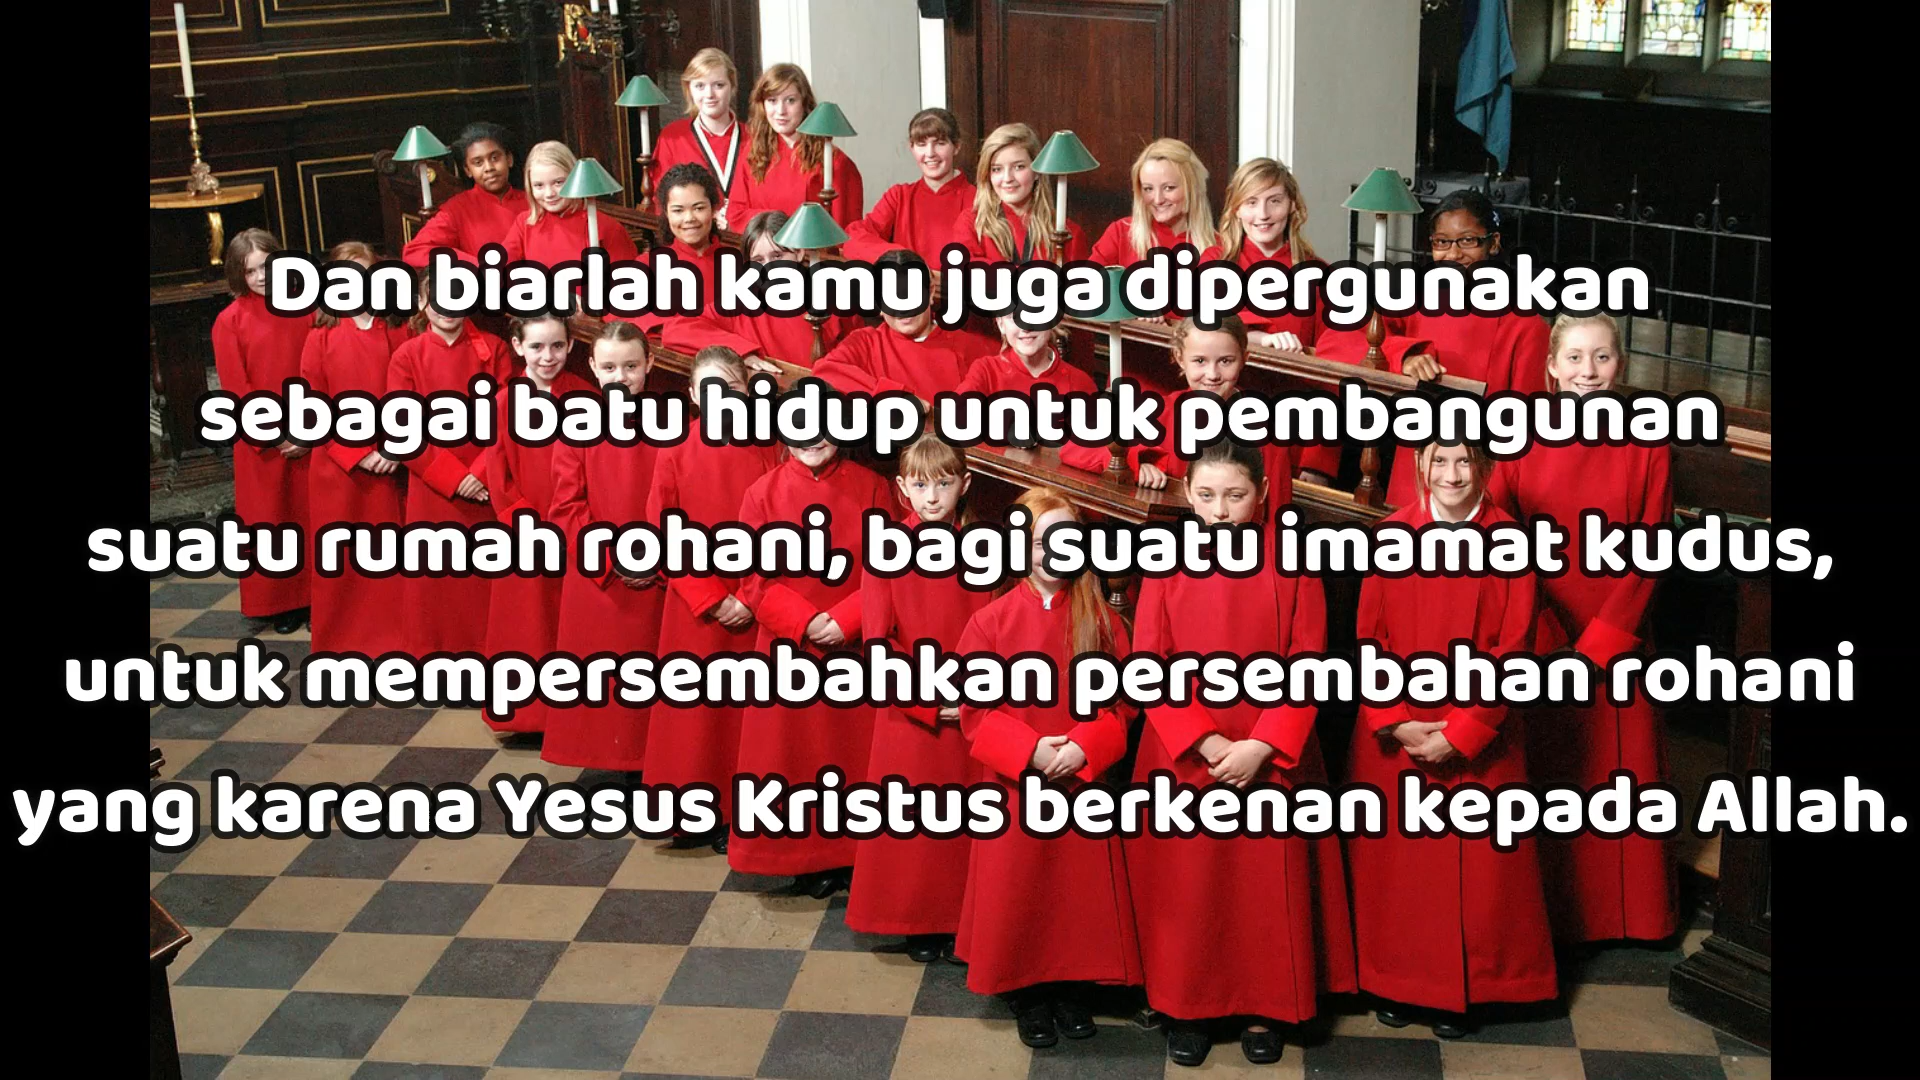 Dan biarlah kamu juga dipergunakan
sebagai batu hidup untuk pembangunan
suatu rumah rohani, bagi suatu imamat kudus,
untuk mempersembahkan persembahan rohani
yang karena Yesus Kristus berkenan kepada Allah.